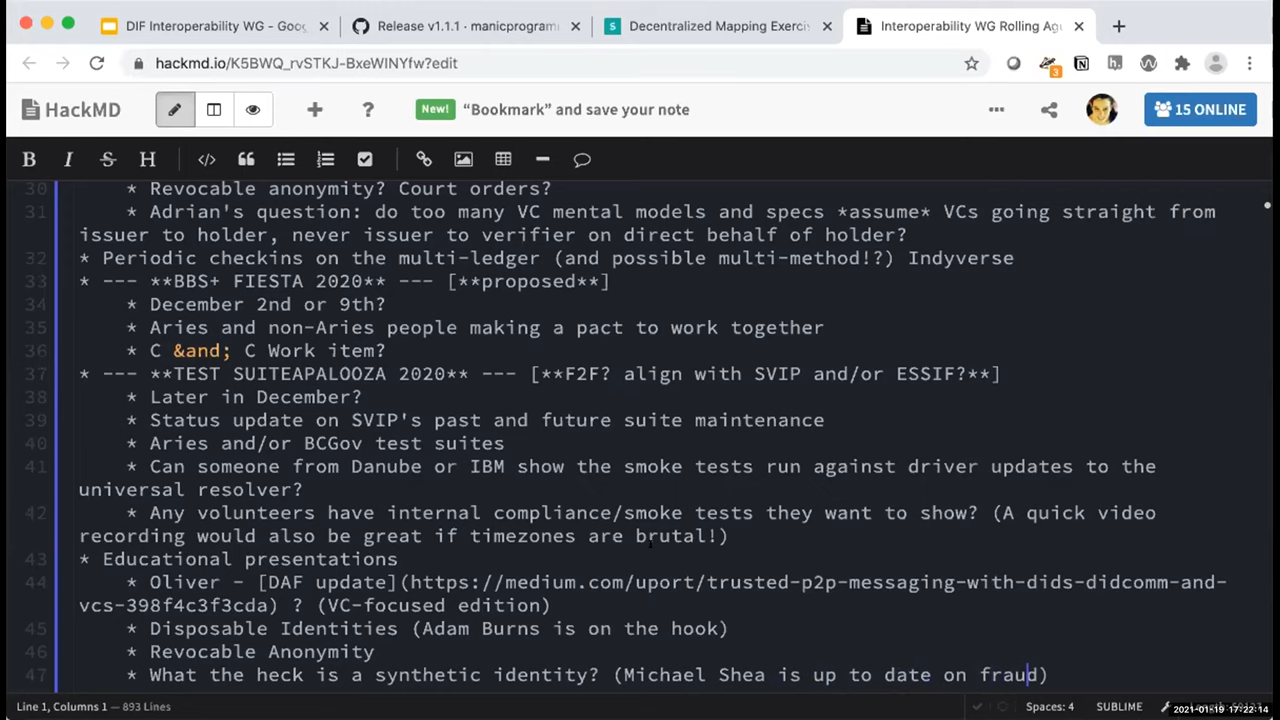 DIF Interoperability WG - Goog
Release v1.1.1 · manicprogram
Decentralized Mapping Exercis
Interoperability WG Rolling Age
hackmd.io/K5BWQ_rvSTKJ-BxeWINYfw?edit
3
HackMD
New! “Bookmark” and save your note
15 ONLINE
B I S H
30 * Revocable anonymity? Court orders?
31 * Adrian's question: do too many VC mental models and specs *assume* VCs going straight from
issuer to holder, never issuer to verifier on direct behalf of holder?
32 * Periodic checkins on the multi-ledger (and possible multi-method!?) Indyverse
33 * --- **BBS+ FIESTA 2020** --- [**proposed**]
34 * December 2nd or 9th?
35 * Aries and non-Aries people making a pact to work together
36 * C &and; C Work item?
37 * --- **TEST SUITEAPALOOZA 2020** --- [**F2F? align with SVIP and/or ESSIF?**]
38 * Later in December?
39 * Status update on SVIP's past and future suite maintenance
40 * Aries and/or BCGov test suites
41 * Can someone from Danube or IBM show the smoke tests run against driver updates to the
universal resolver?
42 * Any volunteers have internal compliance/smoke tests they want to show? (A quick video
recording would also be great if timezones are brutal!)
43 * Educational presentations
44 * Oliver - [DAF update](https://medium.com/uport/trusted-p2p-messaging-with-dids-didcomm-and-
vcs-398f4c3f3cda) ? (VC-focused edition)
45 * Disposable Identities (Adam Burns is on the hook)
46 * Revocable Anonymity
47 * What the heck is a synthetic identity? (Michael Shea is up to date on fraud)
Line 1, Columns 1 — 893 Lines
Spaces: 4
SUBLIME
2021-01-19 17:22:14